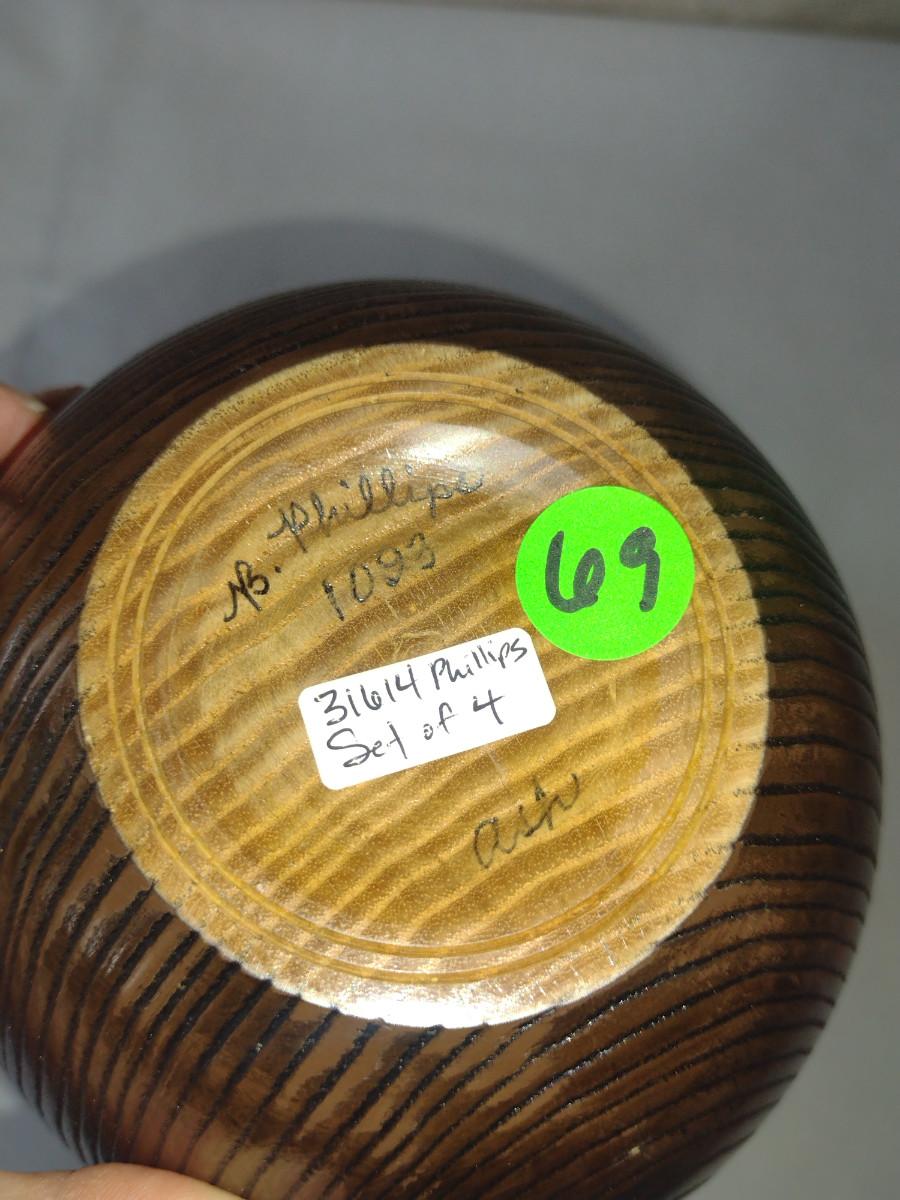 B. Phillips
1093
69
31614 Phillips
Set of 4
ash